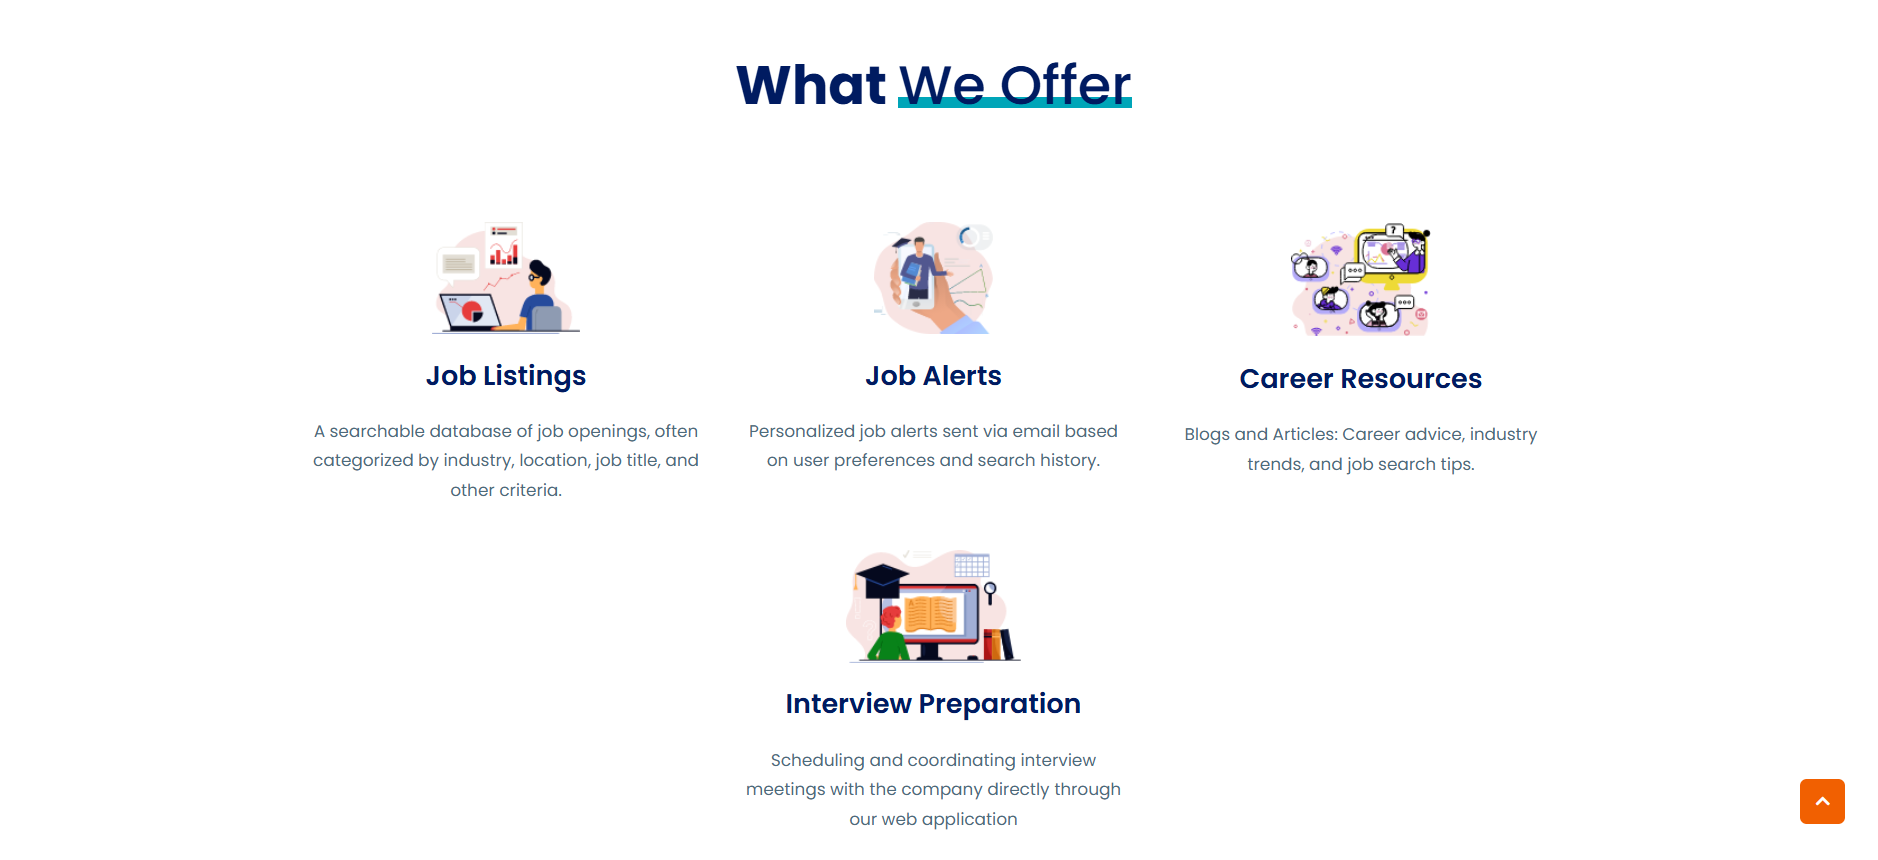 What We Offer
Job Listings
A searchable database of job openings, often
categorized by industry, location, job title, and
other criteria.
Job Alerts
Personalized job alerts sent via email based
on user preferences and search history.
?
Career Resources
Blogs and Articles: Career advice, industry
trends, and job search tips.
Interview Preparation
Scheduling and coordinating interview
meetings with the company directly through
our web application